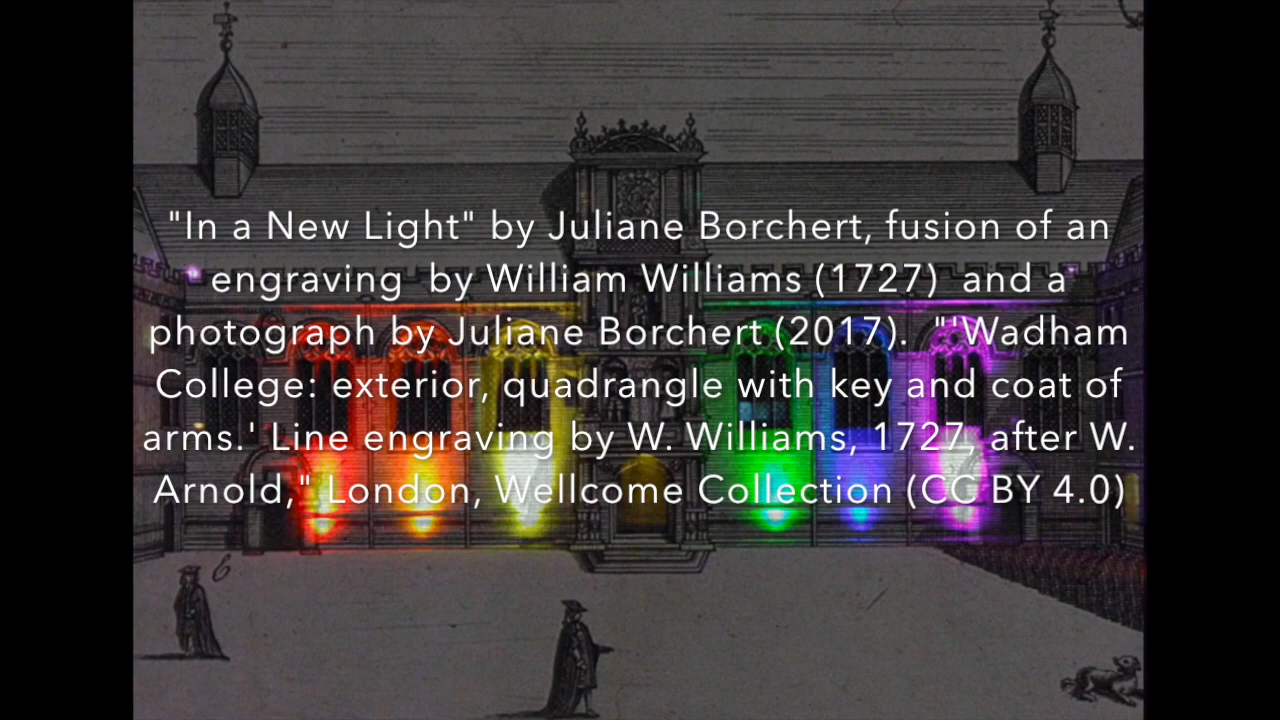 "In a New Light" by Juliane Borchert, fusion of an
engraving  by William Williams (1727)  and a
photograph by Juliane Borchert (2017).  "'Wadham
College: exterior, quadrangle with key and coat of
arms.' Line engraving by W. Williams, 1727, after W.
Arnold," London, Wellcome Collection (CC BY 4.0)
6